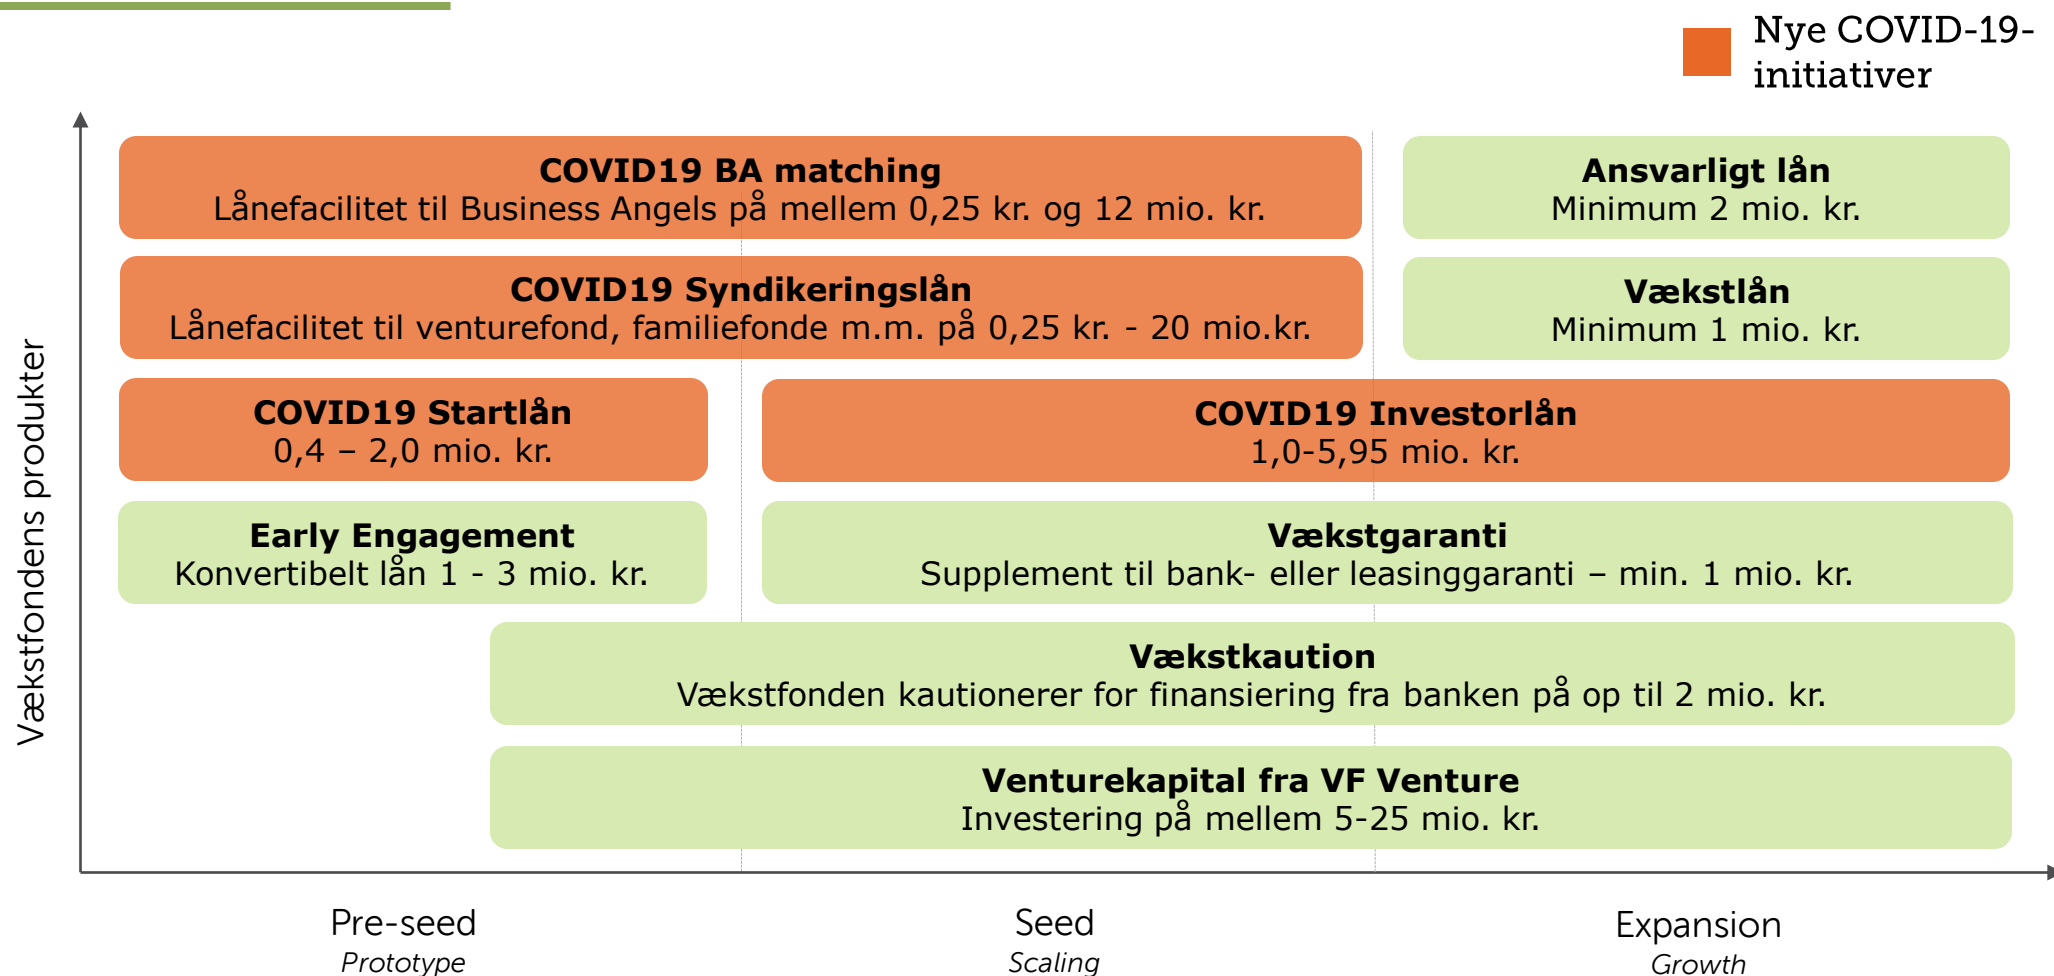 Nye COVID-19-
initiativer
COVID19 BA matching
Lånefacilitet til Business Angels på mellem 0,25 kr. og 12 mio. kr.
Ansvarligt lån
Minimum 2 mio. kr.
COVID19 Syndikeringslån
Lånefacilitet til venturefond, familiefonde m.m. på 0,25 kr. - 20 mio.kr.
Vækstlån
Minimum 1 mio. kr.
COVID19 Startlån
0,4 – 2,0 mio. kr.
COVID19 Investorlån
1,0-5,95 mio. kr.
Early Engagement
Konvertibelt lån 1 - 3 mio. kr.
Vækstgaranti
Supplement til bank- eller leasinggaranti – min. 1 mio. kr.
Vækstkaution
Vækstfonden kautionerer for finansiering fra banken på op til 2 mio. kr.
Venturekapital fra VF Venture
Investering på mellem 5-25 mio. kr.
Vækstfondens produkter
Pre-seed
Prototype
Seed
Scaling
Expansion
Growth